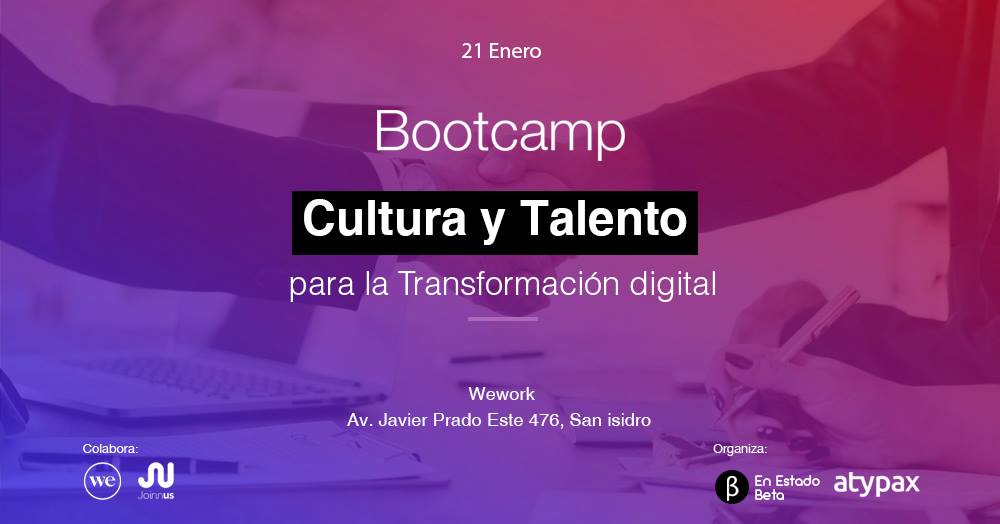 21 Enero
Bootcamp
Cultura y Talento
para la Transformación digital
Wework
Av. Javier Prado Este 476, San isidro
Colabora:
we
JU
Joinnus
Organiza:
β
En Estado
Beta
atypax